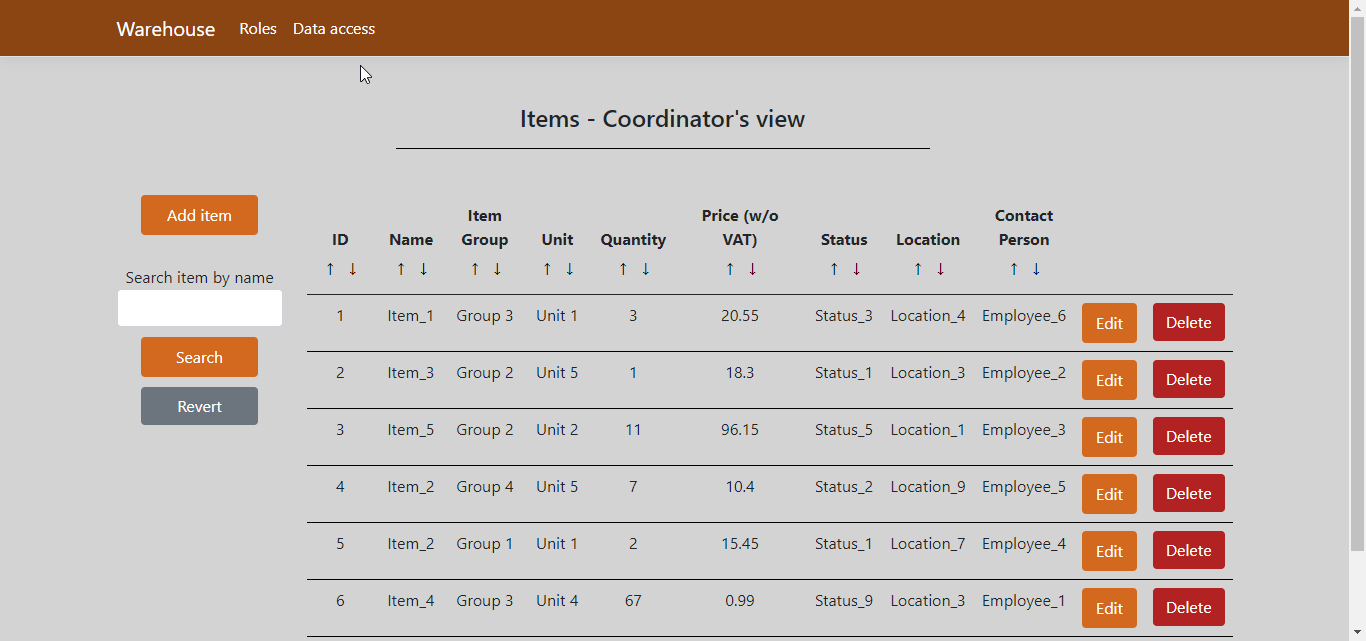 Warehouse Roles Data access
Items - Coordinator's view
Add item
Search item by name
Search
Revert
ID Name Item Group Unit Quantity Price (w/o VAT) Status Location Contact Person
↑ ↓ ↑ ↓ ↑ ↓ ↑ ↓ ↑ ↓ ↑ ↓ ↑ ↓ ↑ ↓ ↑ ↓
1 Item_1 Group 3 Unit 1 3 20.55 Status_3 Location_4 Employee_6 Edit Delete
2 Item_3 Group 2 Unit 5 1 18.3 Status_1 Location_3 Employee_2 Edit Delete
3 Item_5 Group 2 Unit 2 11 96.15 Status_5 Location_1 Employee_3 Edit Delete
4 Item_2 Group 4 Unit 5 7 10.4 Status_2 Location_9 Employee_5 Edit Delete
5 Item_2 Group 1 Unit 1 2 15.45 Status_1 Location_7 Employee_4 Edit Delete
6 Item_4 Group 3 Unit 4 67 0.99 Status_9 Location_3 Employee_1 Edit Delete